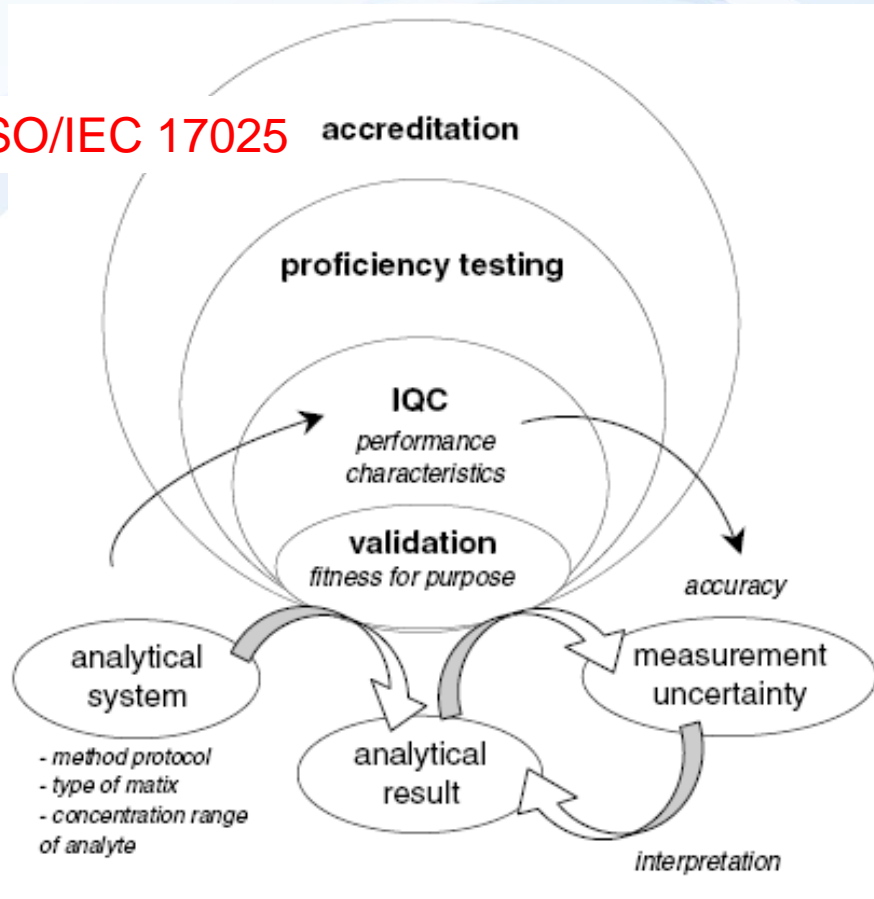 SO/IEC 17025
accreditation
proficiency testing
IQC
performance
characteristics
validation
fitness for purpose
accuracy
analytical
system
measurement
uncertainty
- method protocol
- type of matix
- concentration range
of analyte
analytical
result
interpretation